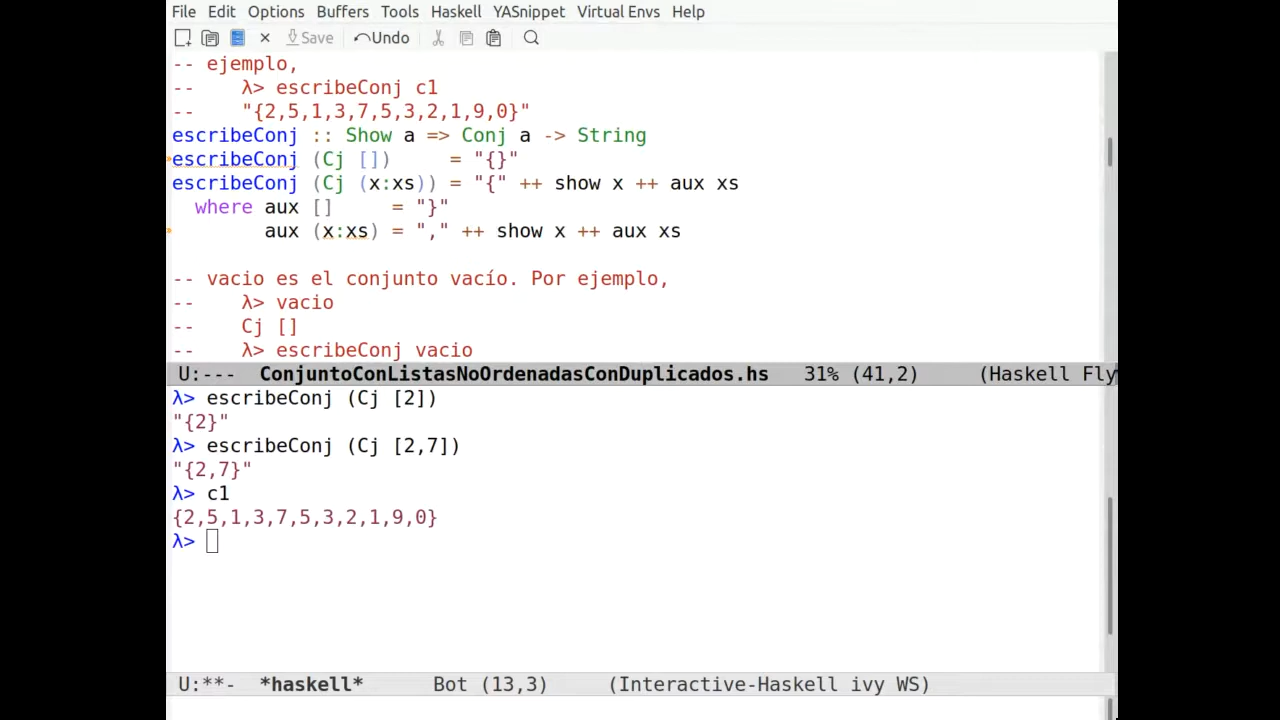 File Edit Options Buffers Tools Haskell YASnippet Virtual Envs Help
Save Undo
-- ejemplo,
--    λ> escribeConj c1
--    "{2,5,1,3,7,5,3,2,1,9,0}"
escribeConj :: Show a => Conj a -> String
escribeConj (Cj [])     = "{}"
escribeConj (Cj (x:xs)) = "{" ++ show x ++ aux xs
  where aux []     = "}"
        aux (x:xs) = "," ++ show x ++ aux xs
-- vacio es el conjunto vacío. Por ejemplo,
--    λ> vacio
--    Cj []
--    λ> escribeConj vacio
U:---  ConjuntoConListasNoOrdenadasConDuplicados.hs   31% (41,2)     (Haskell Fly
λ> escribeConj (Cj [2])
"{2}"
λ> escribeConj (Cj [2,7])
"{2,7}"
λ> c1
{2,5,1,3,7,5,3,2,1,9,0}
λ>
U:**-  *haskell*      Bot (13,3)     (Interactive-Haskell ivy WS)